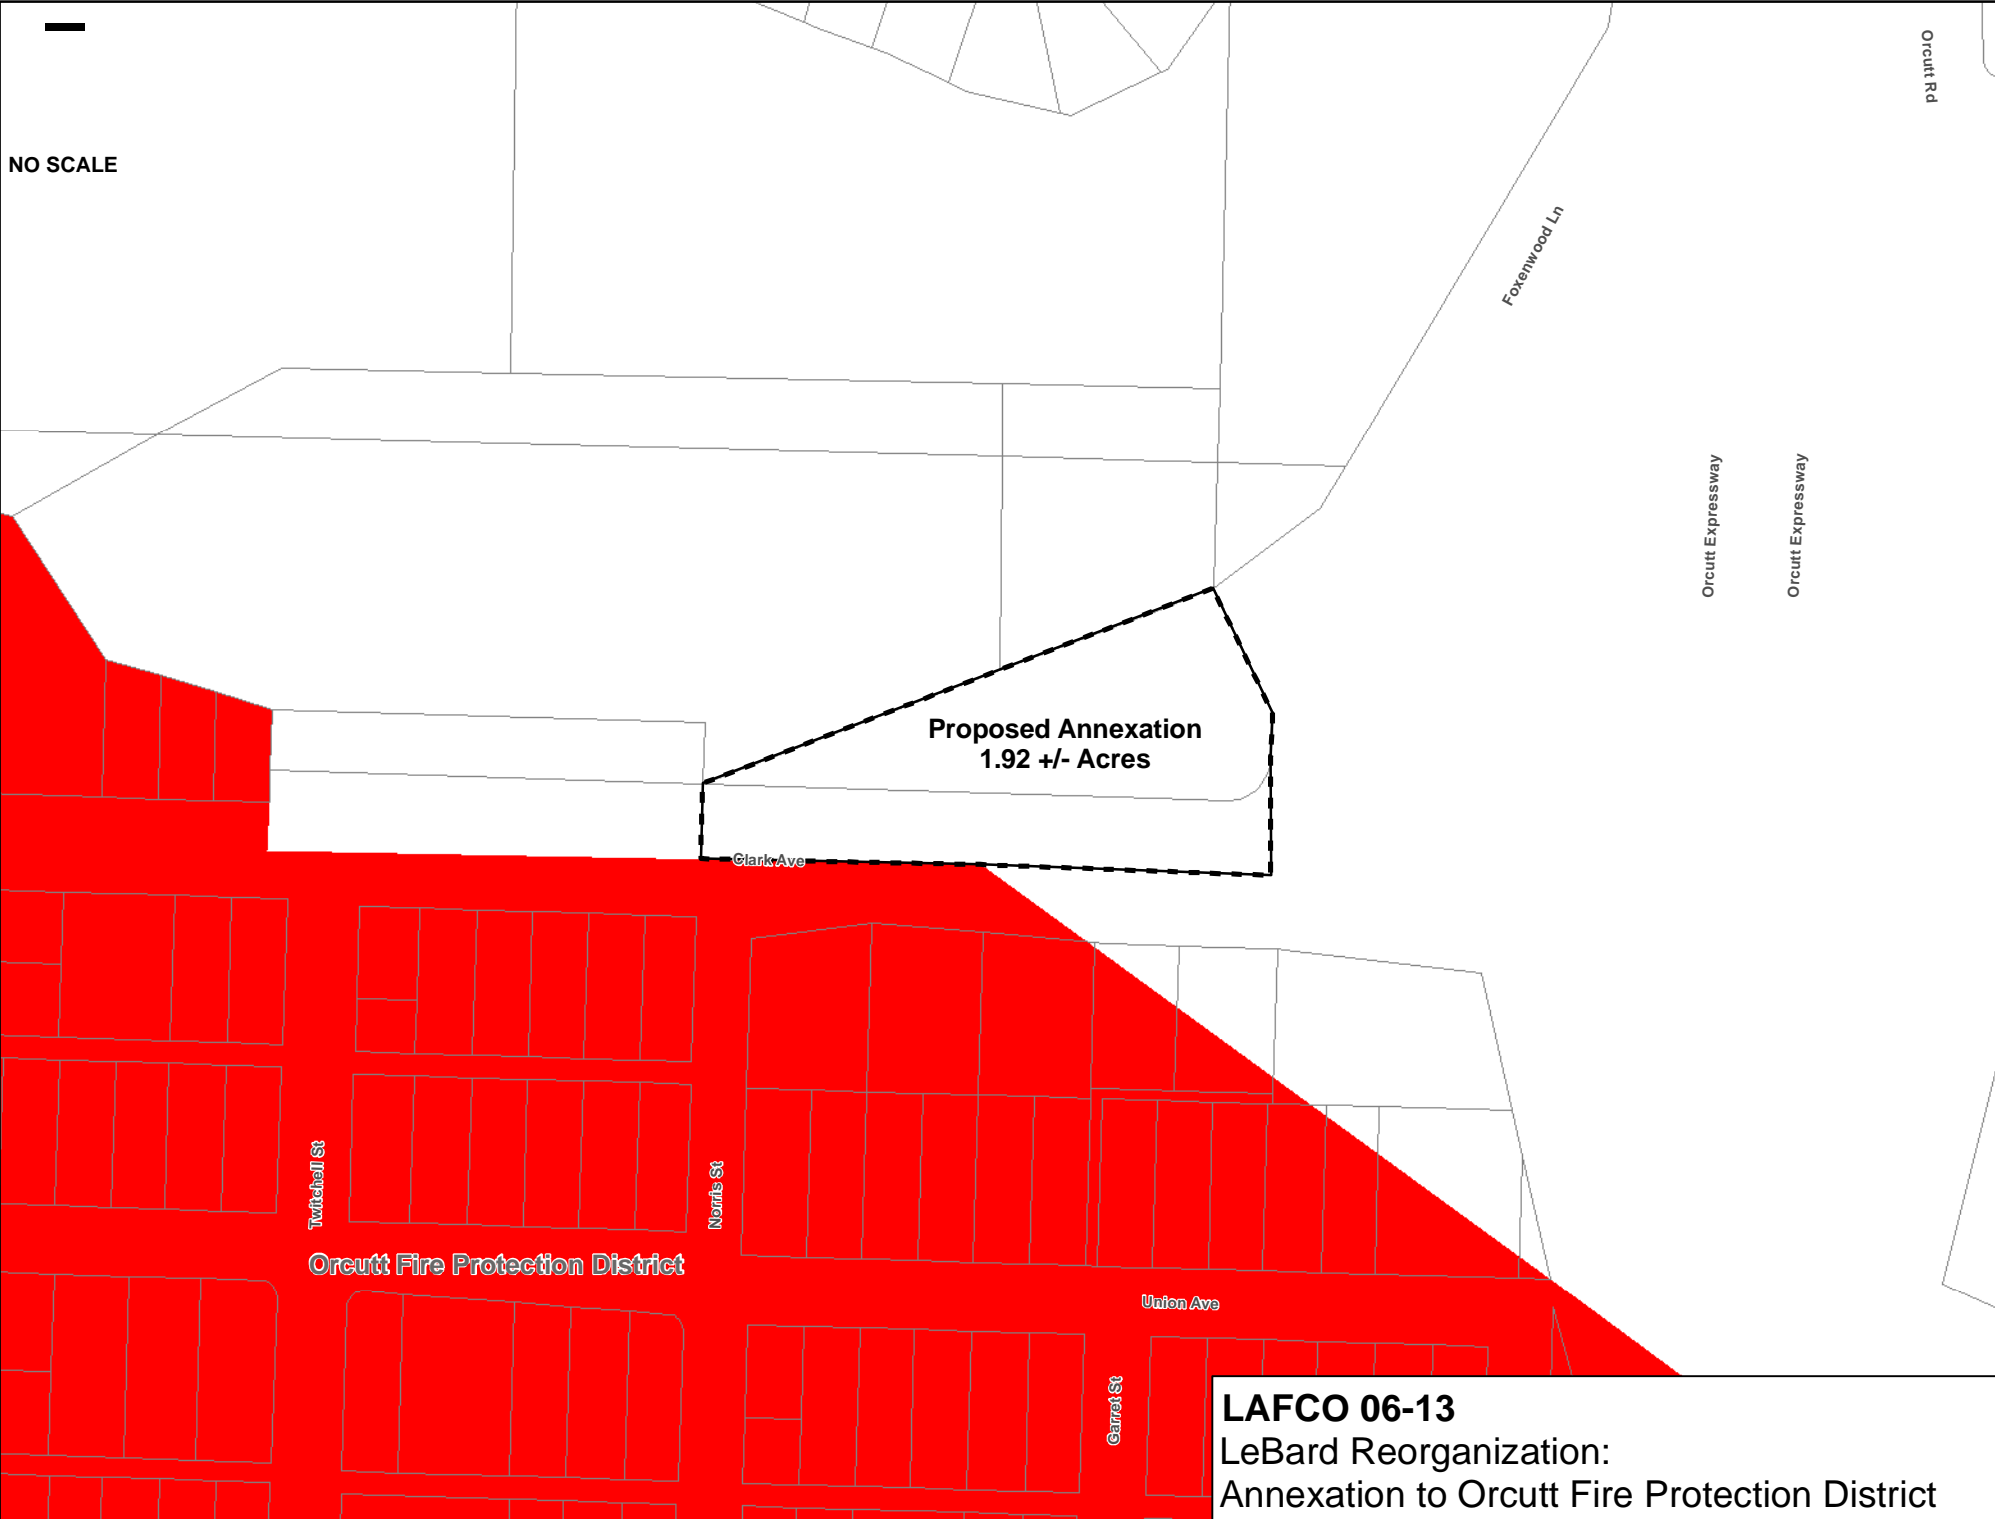 Orcutt Rd
NO SCALE
Foxenwood Ln
Orcutt Expressway
Orcutt Expressway
Proposed Annexation
1.92 +/- Acres
Clark Ave
Twitchell St
Norris St
Orcutt Fire Protection District
Union Ave
Garret St
LAFCO 06-13
LeBard Reorganization:
Annexation to Orcutt Fire Protection District